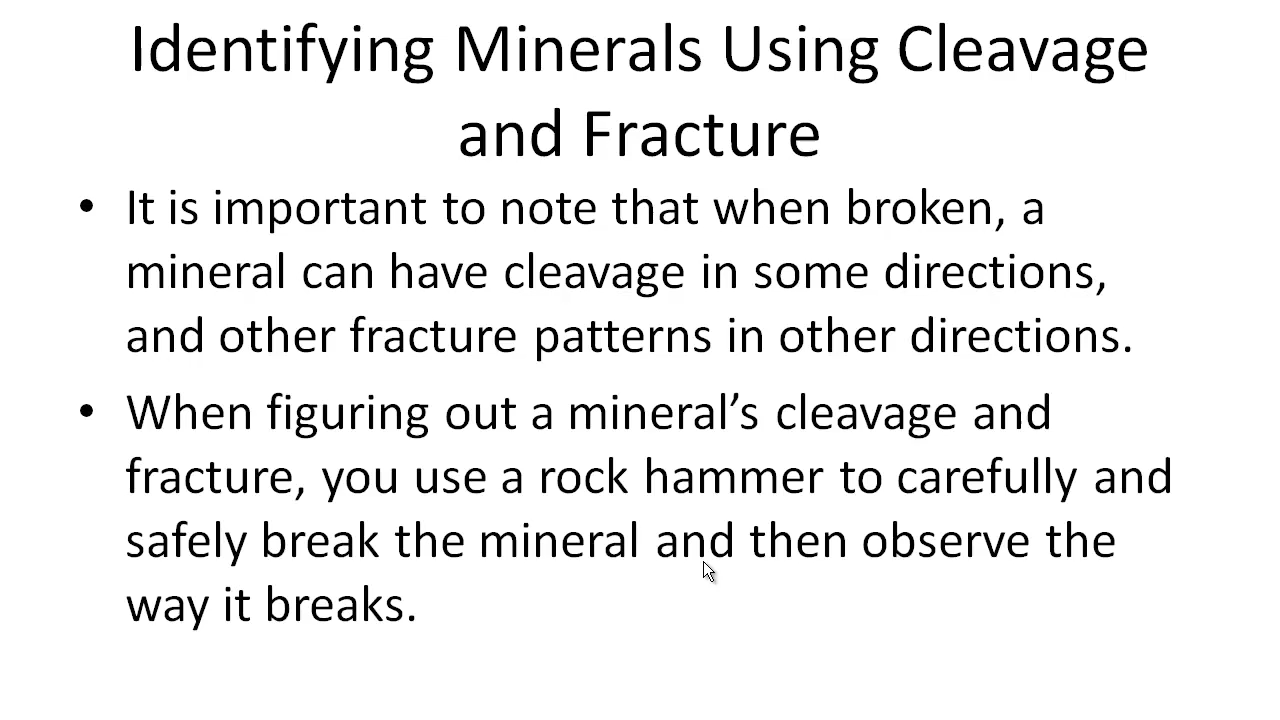 Identifying Minerals Using Cleavage
and Fracture
• It is important to note that when broken, a
mineral can have cleavage in some directions,
and other fracture patterns in other directions.
• When figuring out a mineral’s cleavage and
fracture, you use a rock hammer to carefully and
safely break the mineral and then observe the
way it breaks.